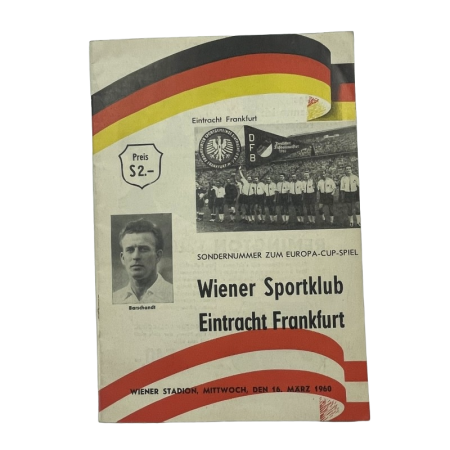 Eintracht Frankfurt
Preis
S 2.–
DFB
SONDERNUMMER ZUM EUROPA-CUP-SPIEL
Barschandt
Wiener Sportklub
Eintracht Frankfurt
WIENER STADION, MITTWOCH, DEN 16. MÄRZ 1960